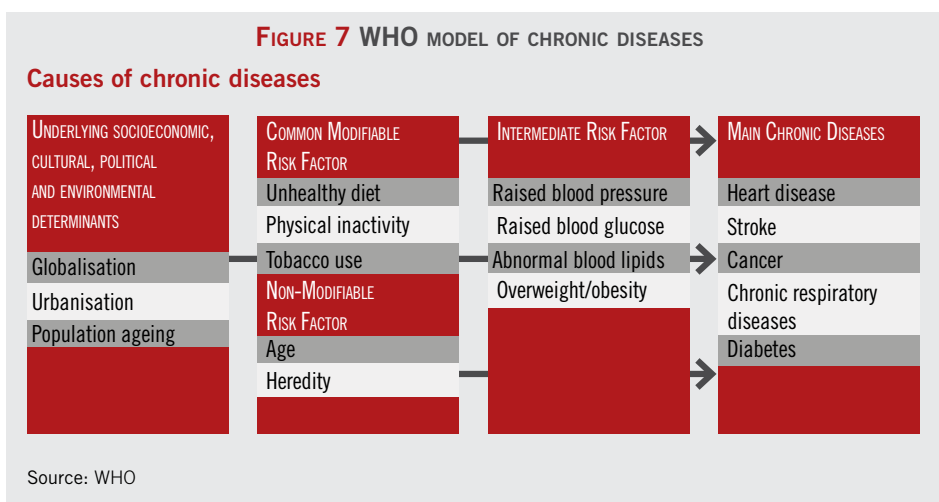 FIGURE 7 WHO MODEL OF CHRONIC DISEASES
Causes of chronic diseases
UNDERLYING SOCIOECONOMIC,
CULTURAL, POLITICAL
AND ENVIRONMENTAL
DETERMINANTS
Globalisation
Urbanisation
Population ageing
COMMON MODIFIABLE
RISK FACTOR
Unhealthy diet
Physical inactivity
Tobacco use
NON-MODIFIABLE
RISK FACTOR
Age
Heredity
INTERMEDIATE RISK FACTOR
Raised blood pressure
Raised blood glucose
Abnormal blood lipids
Overweight/obesity
MAIN CHRONIC DISEASES
Heart disease
Stroke
Cancer
Chronic respiratory
diseases
Diabetes
Source: WHO